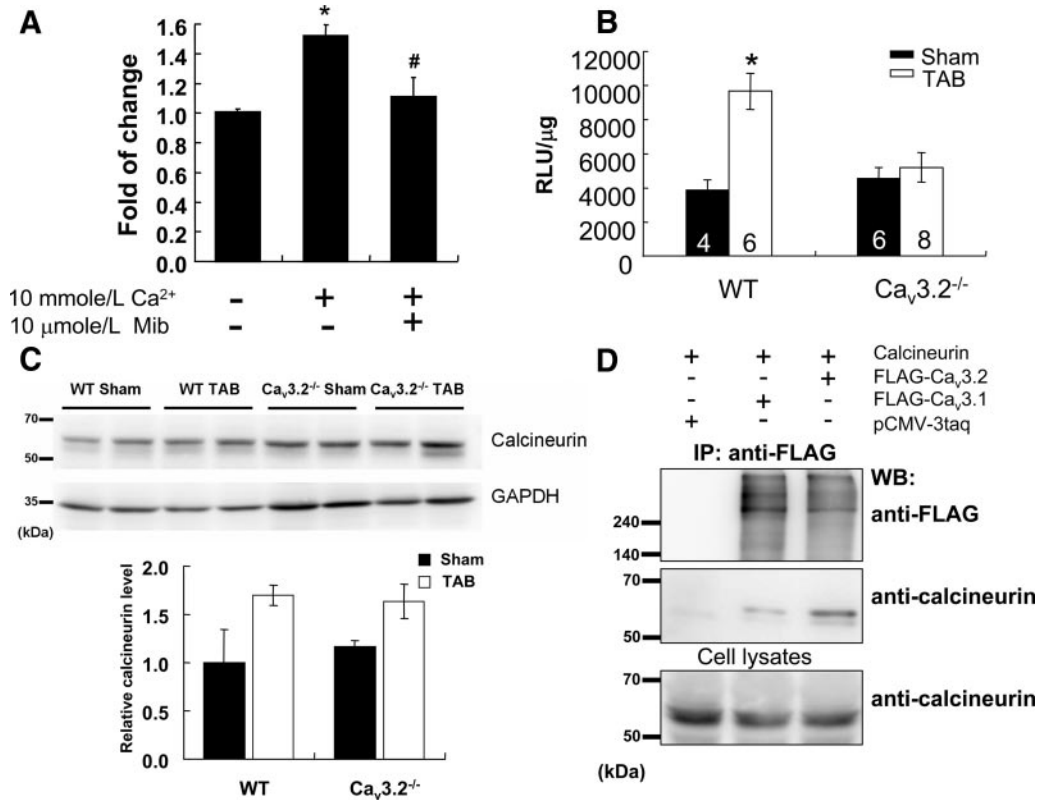 A
Fold of change
1.6
1.4
1.2
1.0
0.8
0.6
0.4
0.2
0.0
*
#
10 mmole/L Ca²⁺ - + +
10 µmole/L Mib - - +
B
RLU/µg
12000
10000
8000
6000
4000
2000
0
Sham
TAB
*
4 6 6 8
WT Caᵥ3.2⁻/⁻
C
WT Sham WT TAB Caᵥ3.2⁻/⁻ Sham Caᵥ3.2⁻/⁻ TAB
70
50
Calcineurin
35
GAPDH
(kDa)
Relative calcineurin level
2.0
1.5
1.0
0.5
0.0
Sham
TAB
WT Caᵥ3.2⁻/⁻
D
+ + + Calcineurin
- - + FLAG-Caᵥ3.2
- + - FLAG-Caᵥ3.1
+ - - pCMV-3taq
IP: anti-FLAG
WB:
anti-FLAG
240
140
70
anti-calcineurin
50
Cell lysates
70
anti-calcineurin
50
(kDa)